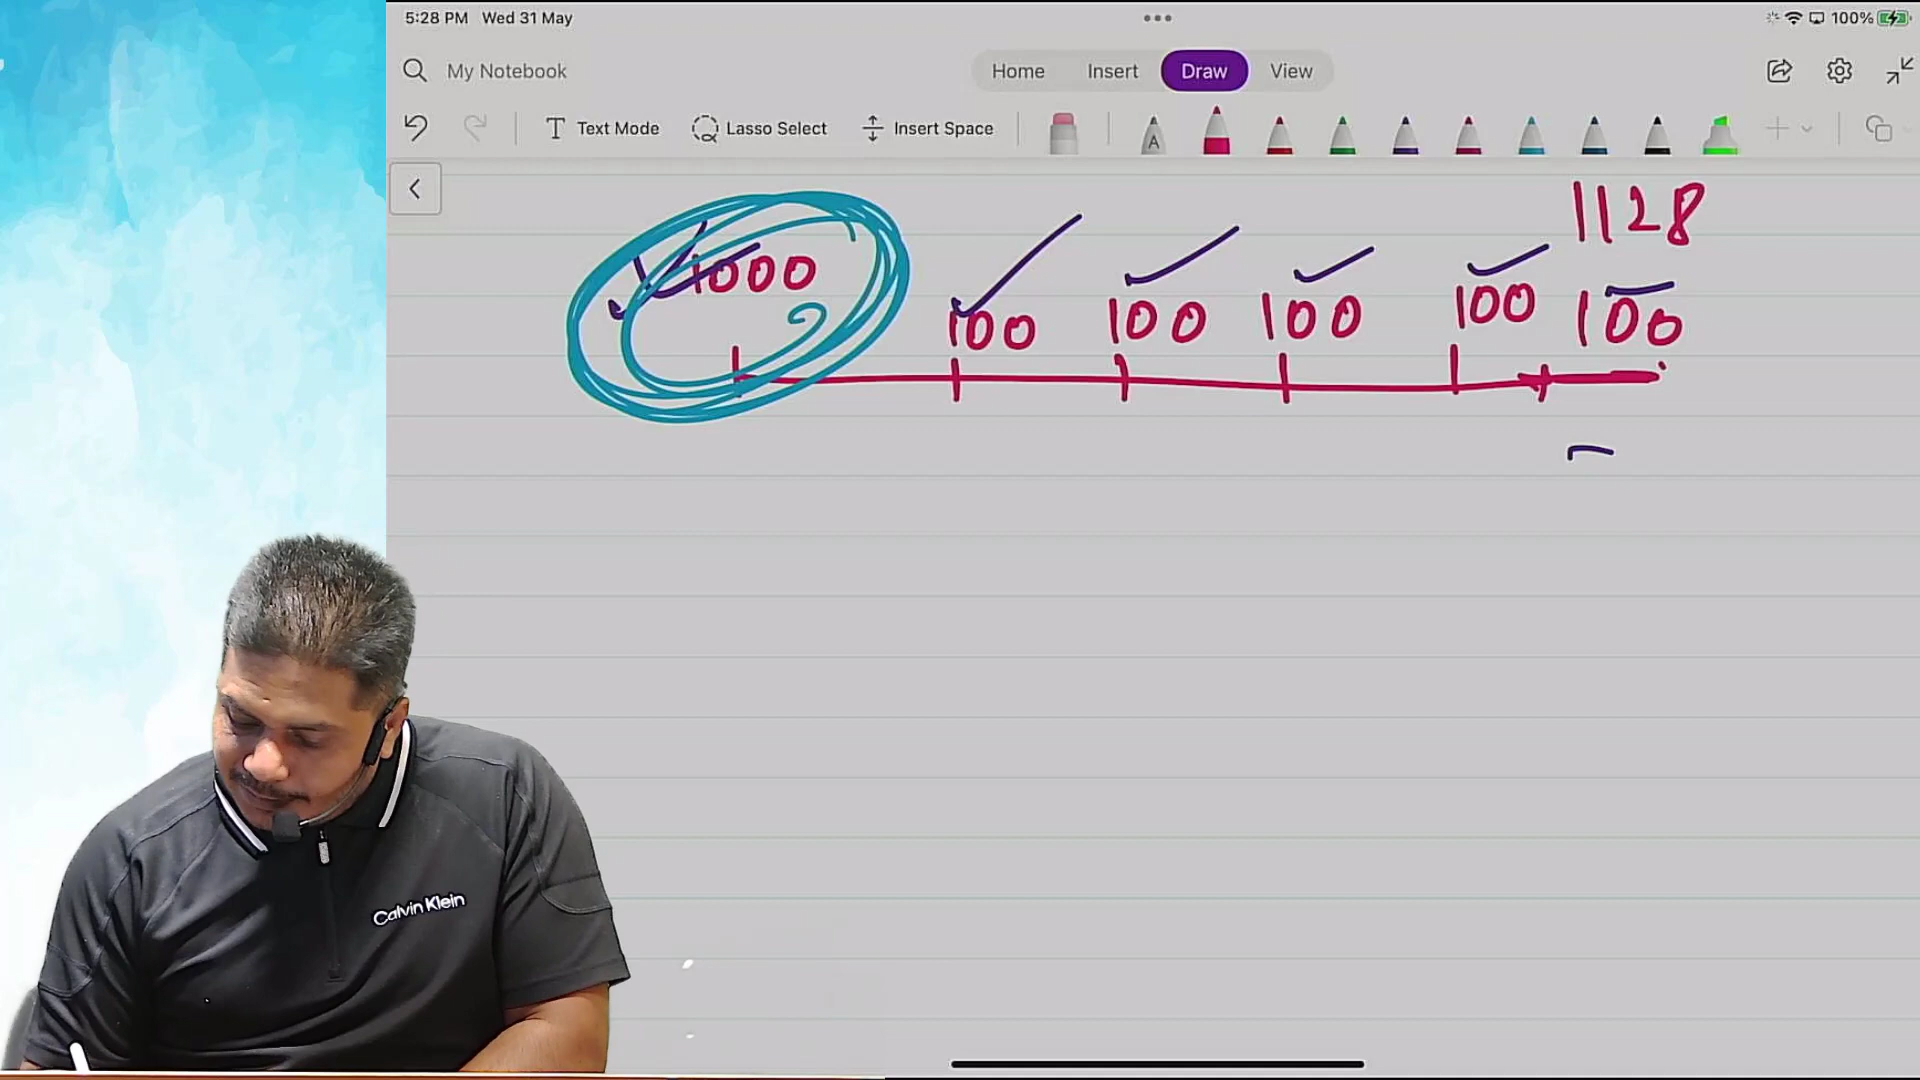 5:28 PM Wed 31 May
100%
My Notebook
Home Insert Draw View
Text Mode Lasso Select Insert Space
A
1128
1000
100 100 100 100 100
Calvin Klein